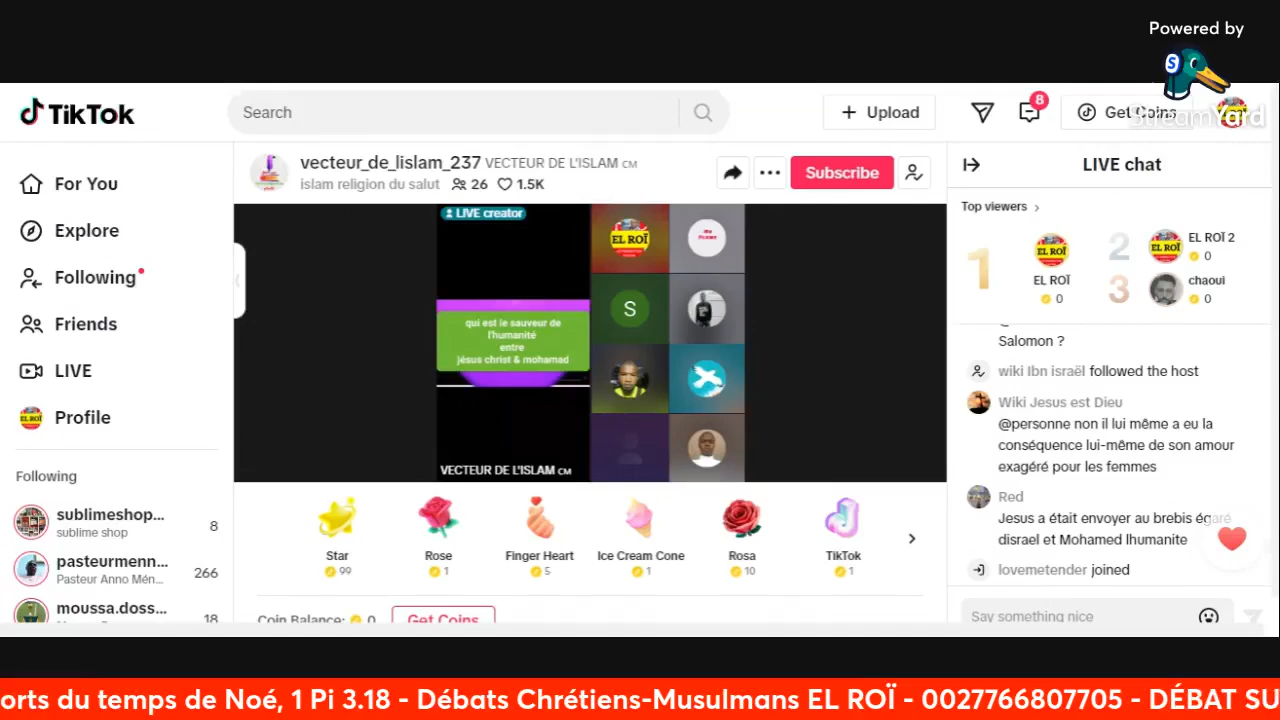 Powered by
StreamYard
TikTok
Search
Upload
8
Get Coins
For You
Explore
Following
Friends
LIVE
Profile
Following
sublimeshop...
sublime shop
8
pasteurmenn...
Pasteur Anno Mén...
266
moussa.doss...
18
vecteur_de_lislam_237 VECTEUR DE L'ISLAM CM
islam religion du salut 26 1.5K
Subscribe
LIVE creator
qui est le sauveur de
l'humanité
entre
jésus christ & mohamad
VECTEUR DE L'ISLAM CM
EL ROÏ
S
Star
99
Rose
1
Finger Heart
5
Ice Cream Cone
1
Rosa
10
TikTok
1
Coin Balance: 0
Get Coins
LIVE chat
Top viewers
1
EL ROÏ
EL ROÏ
0
2
EL ROÏ
EL ROÏ 2
0
3
chaoui
0
Salomon ?
wiki Ibn israël followed the host
Wiki Jesus est Dieu
@personne non il lui même a eu la
conséquence lui-même de son amour
exagéré pour les femmes
Red
Jesus a était envoyer au brebis égaré
disrael et Mohamed lhumanite
lovemetender joined
Say something nice
orts du temps de Noé, 1 Pi 3.18 - Débats Chrétiens-Musulmans EL ROÏ - 0027766807705 - DÉBAT SU